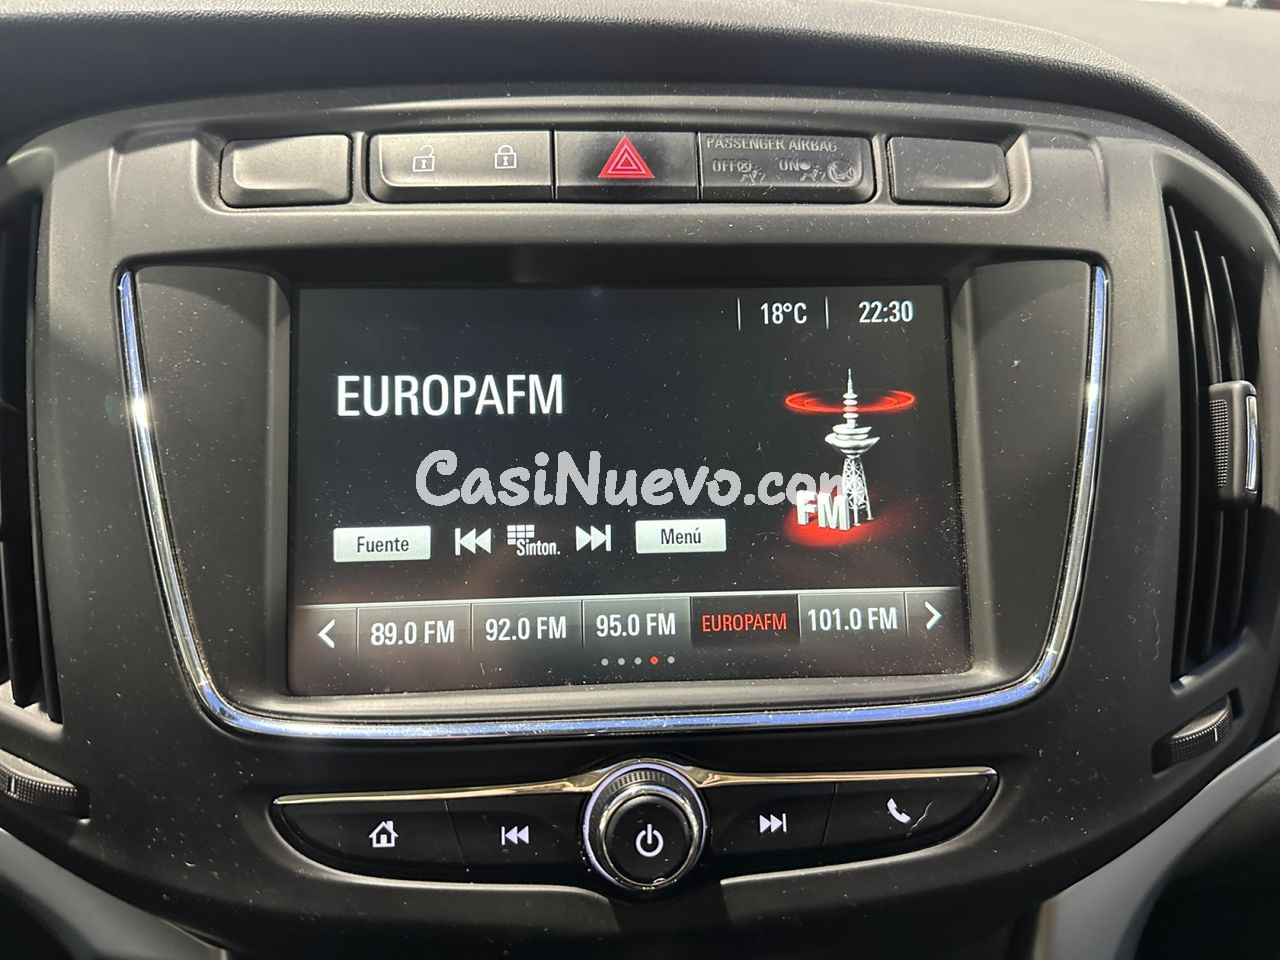 PASSENGER AIRBAG
OFF ON
18°C 22:30
EUROPAFM
CasiNuevo.com
FM
Fuente Sinton. Menú
89.0 FM 92.0 FM 95.0 FM EUROPAFM 101.0 FM